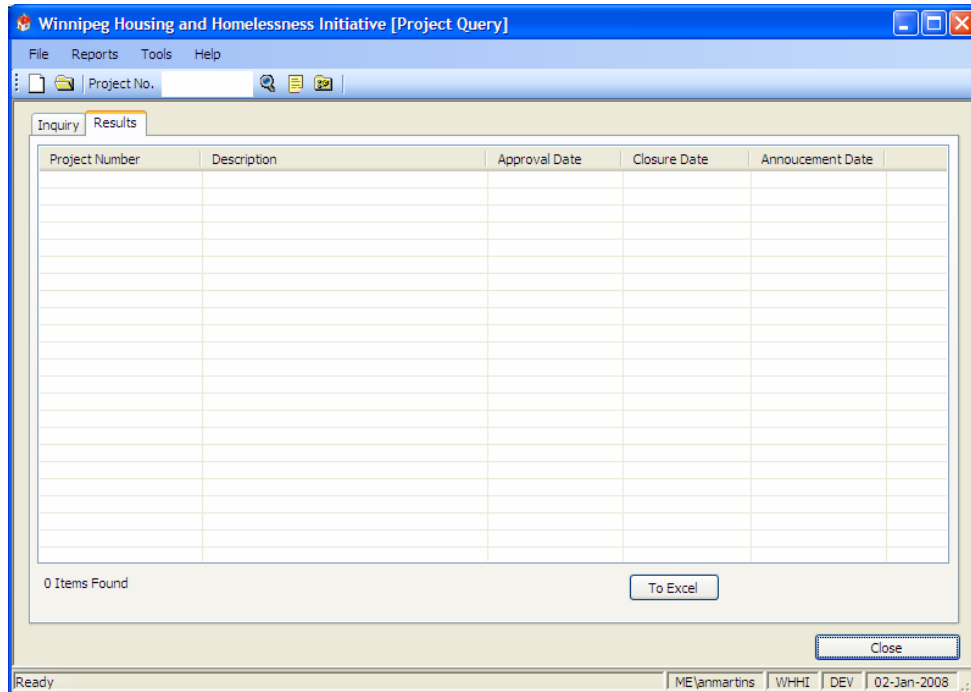 Winnipeg Housing and Homelessness Initiative [Project Query]
File Reports Tools Help
Project No.
Inquiry Results
Project Number Description Approval Date Closure Date Annoucement Date
0 Items Found To Excel
Close
Ready ME\anmartins WHHI DEV 02-Jan-2008